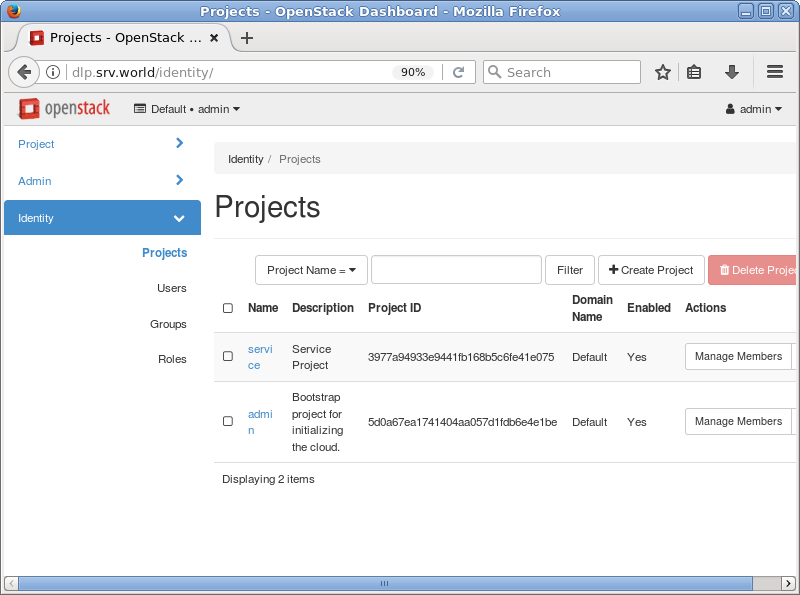 Projects - OpenStack Dashboard - Mozilla Firefox
Projects - OpenStack ...
dlp.srv.world/identity/
90%
Search
openstack
Default • admin
admin
Project
Admin
Identity
Projects
Users
Groups
Roles
Identity / Projects
Projects
Project Name =
Filter
Create Project
Delete Projec
Name
Description
Project ID
Domain
Name
Enabled
Actions
servi
ce
Service
Project
3977a94933e9441fb168b5c6fe41e075
Default
Yes
Manage Members
admi
n
Bootstrap
project for
initializing
the cloud.
5d0a67ea1741404aa057d1fdb6e4e1be
Default
Yes
Manage Members
Displaying 2 items